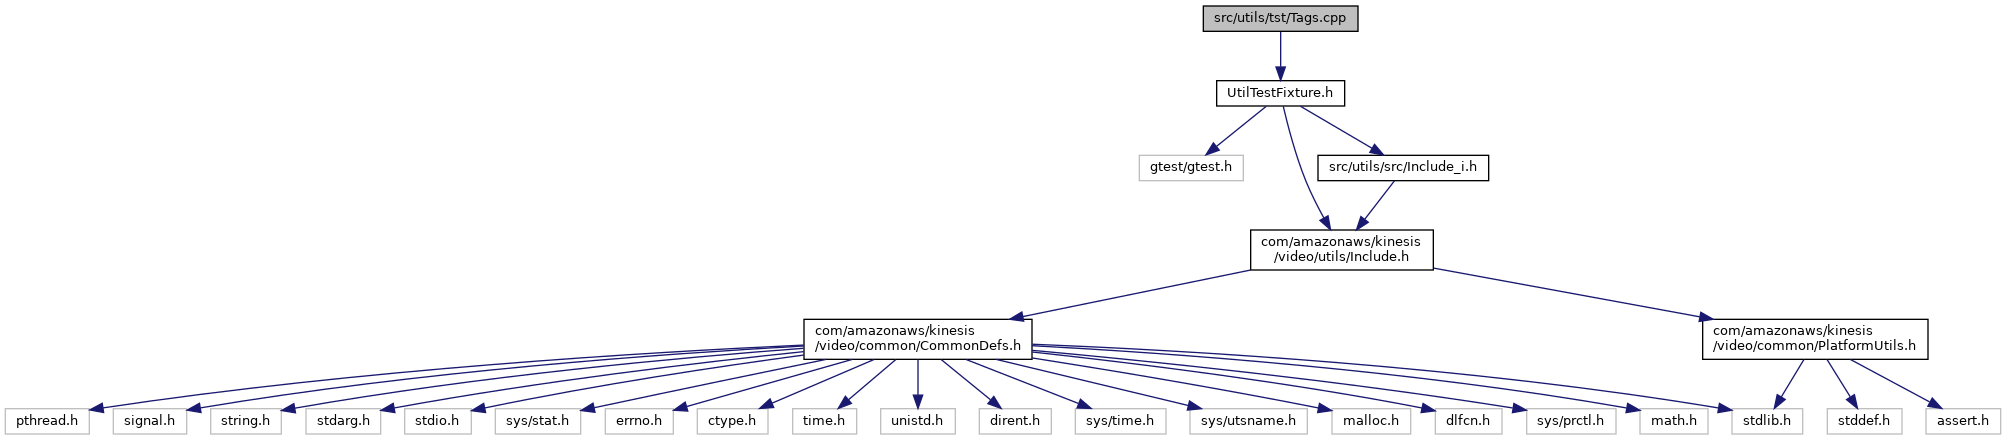 src/utils/tst/Tags.cpp
UtilTestFixture.h
gtest/gtest.h
src/utils/src/Include_i.h
com/amazonaws/kinesis
/video/utils/Include.h
com/amazonaws/kinesis
/video/common/CommonDefs.h
com/amazonaws/kinesis
/video/common/PlatformUtils.h
pthread.h
signal.h
string.h
stdarg.h
stdio.h
sys/stat.h
errno.h
ctype.h
time.h
unistd.h
dirent.h
sys/time.h
sys/utsname.h
malloc.h
dlfcn.h
sys/prctl.h
math.h
stdlib.h
stddef.h
assert.h